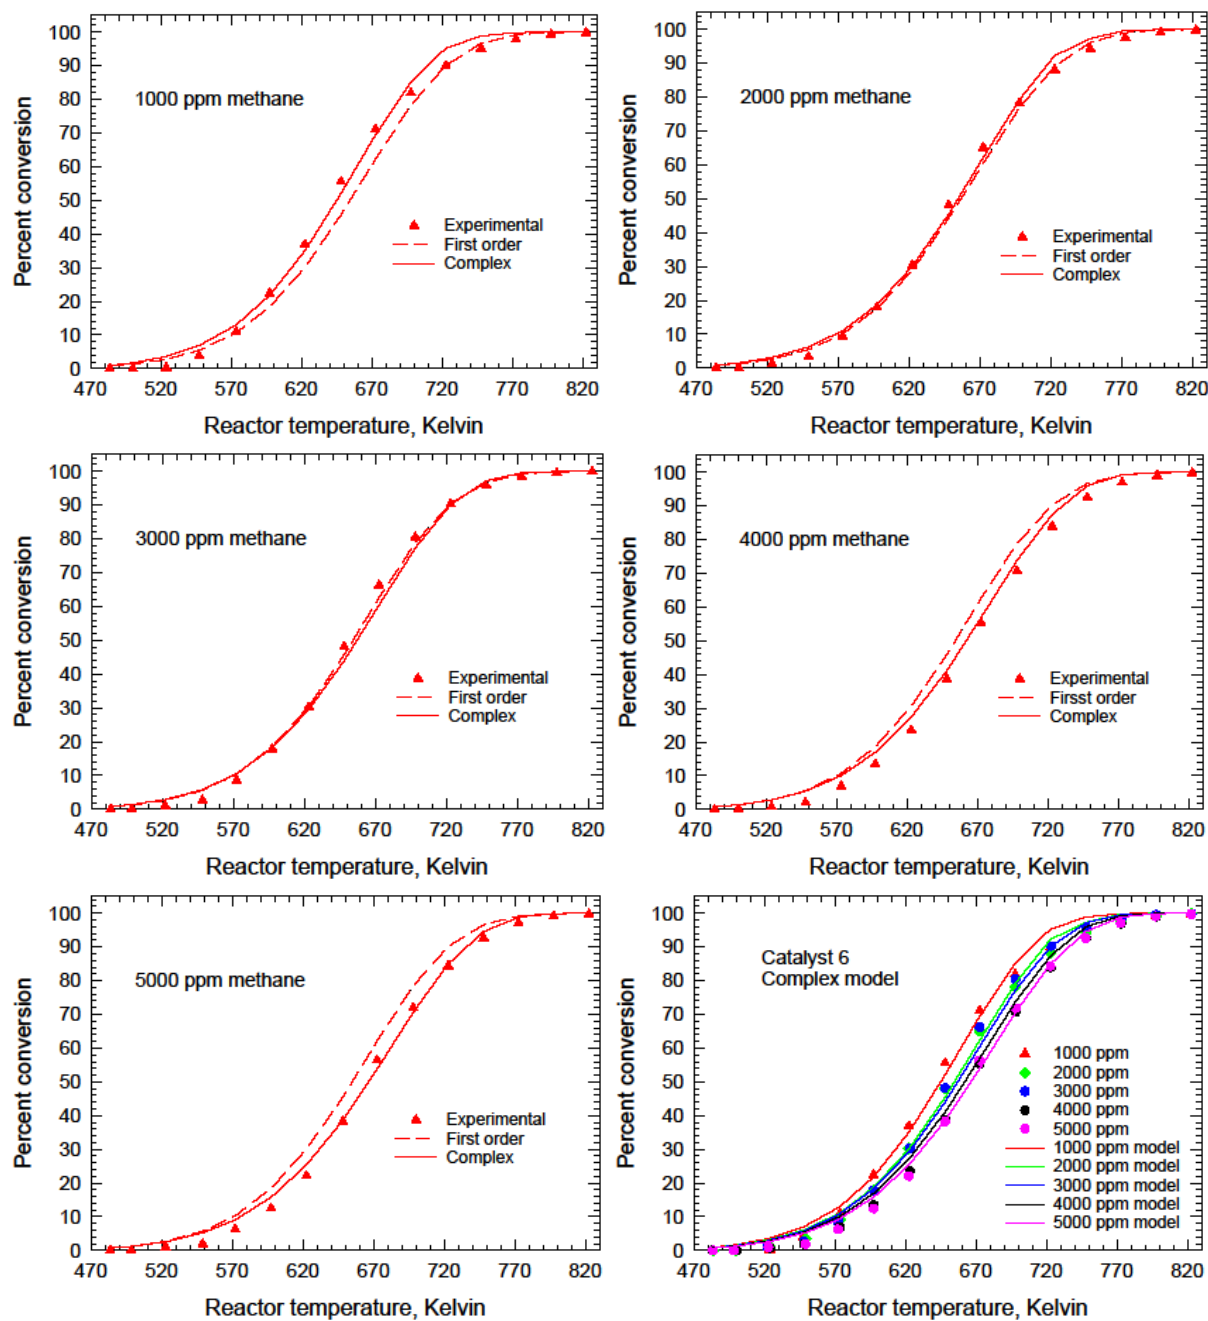 100
90
80
70
60
50
40
30
20
10
0
Percent conversion
1000 ppm methane
Experimental
First order
Complex
470 520 570 620 670 720 770 820
Reactor temperature, Kelvin
100
90
80
70
60
50
40
30
20
10
0
Percent conversion
2000 ppm methane
Experimental
First order
Complex
470 520 570 620 670 720 770 820
Reactor temperature, Kelvin
100
90
80
70
60
50
40
30
20
10
0
Percent conversion
3000 ppm methane
Experimental
First order
Complex
470 520 570 620 670 720 770 820
Reactor temperature, Kelvin
100
90
80
70
60
50
40
30
20
10
0
Percent conversion
4000 ppm methane
Experimental
Firsst order
Complex
470 520 570 620 670 720 770 820
Reactor temperature, Kelvin
100
90
80
70
60
50
40
30
20
10
0
Percent conversion
5000 ppm methane
Experimental
First order
Complex
470 520 570 620 670 720 770 820
Reactor temperature, Kelvin
100
90
80
70
60
50
40
30
20
10
0
Percent conversion
Catalyst 6
Complex model
1000 ppm
2000 ppm
3000 ppm
4000 ppm
5000 ppm
1000 ppm model
2000 ppm model
3000 ppm model
4000 ppm model
5000 ppm model
470 520 570 620 670 720 770 820
Reactor temperature, Kelvin